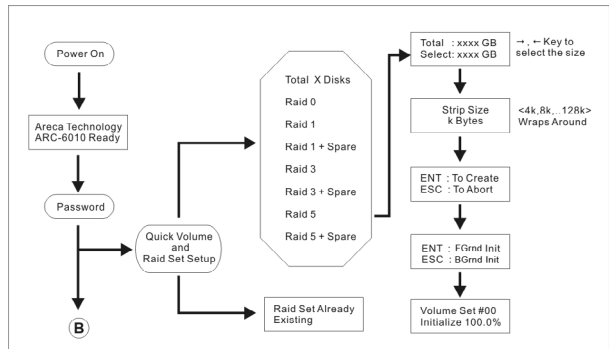 Power On
Areca Technology
ARC-6010 Ready
Password
B
Quick Volume
and
Raid Set Setup
Total X Disks
Raid 0
Raid 1
Raid 1 + Spare
Raid 3
Raid 3 + Spare
Raid 5
Raid 5 + Spare
Raid Set Already
Existing
Total : xxxx GB
Select: xxxx GB
→ , ← Key to
select the size
Strip Size
k Bytes
<4k,8k,..128k>
Wraps Around
ENT : To Create
ESC : To Abort
ENT : FGrnd Init
ESC : BGrnd Init
Volume Set #00
Initialize 100.0%